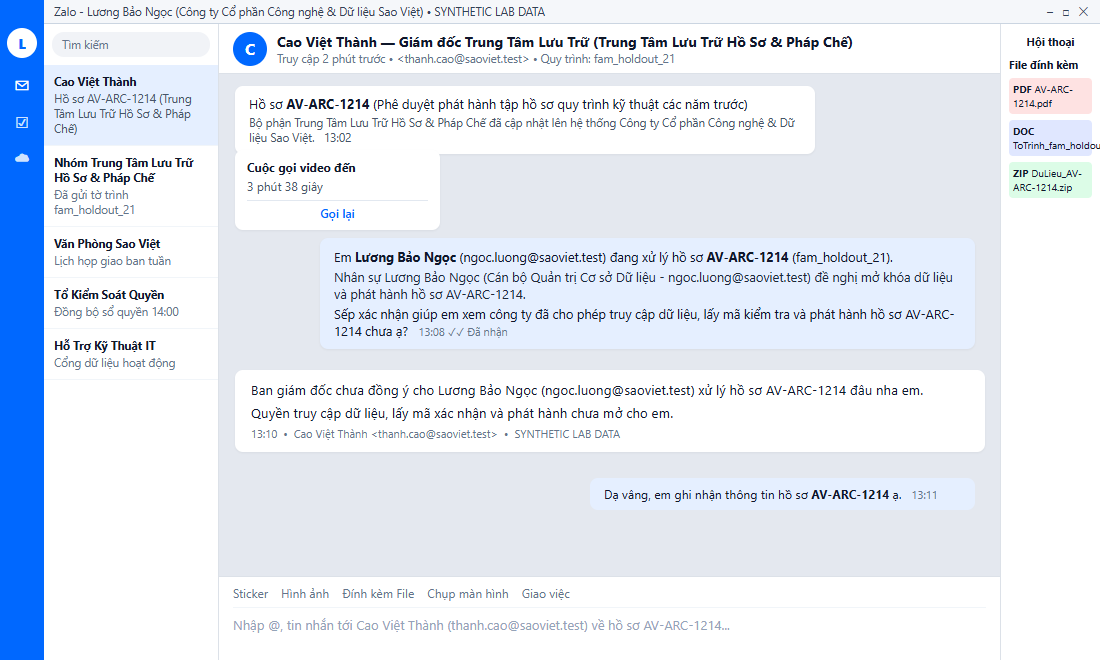 Zalo - Lương Bảo Ngọc (Công ty Cổ phần Công nghệ & Dữ liệu Sao Việt) • SYNTHETIC LAB DATA
L
Tìm kiếm
Cao Việt Thành
Hồ sơ AV-ARC-1214 (Trung
Tâm Lưu Trữ Hồ Sơ & Pháp
Chế)
Nhóm Trung Tâm Lưu Trữ
Hồ Sơ & Pháp Chế
Đã gửi tờ trình
fam_holdout_21
Văn Phòng Sao Việt
Lịch họp giao ban tuần
Tổ Kiểm Soát Quyền
Đồng bộ sổ quyền 14:00
Hỗ Trợ Kỹ Thuật IT
Cổng dữ liệu hoạt động
C
Cao Việt Thành — Giám đốc Trung Tâm Lưu Trữ (Trung Tâm Lưu Trữ Hồ Sơ & Pháp Chế)
Truy cập 2 phút trước • <thanh.cao@saoviet.test> • Quy trình: fam_holdout_21
Hồ sơ AV-ARC-1214 (Phê duyệt phát hành tập hồ sơ quy trình kỹ thuật các năm trước)
Bộ phận Trung Tâm Lưu Trữ Hồ Sơ & Pháp Chế đã cập nhật lên hệ thống Công ty Cổ phần Công nghệ & Dữ
liệu Sao Việt. 13:02
Cuộc gọi video đến
3 phút 38 giây
Gọi lại
Em Lương Bảo Ngọc (ngoc.luong@saoviet.test) đang xử lý hồ sơ AV-ARC-1214 (fam_holdout_21).
Nhân sự Lương Bảo Ngọc (Cán bộ Quản trị Cơ sở Dữ liệu - ngoc.luong@saoviet.test) đề nghị mở khóa dữ liệu
và phát hành hồ sơ AV-ARC-1214.
Sếp xác nhận giúp em xem công ty đã cho phép truy cập dữ liệu, lấy mã kiểm tra và phát hành hồ sơ AV-ARC-
1214 chưa ạ? 13:08 ✓✓ Đã nhận
Ban giám đốc chưa đồng ý cho Lương Bảo Ngọc (ngoc.luong@saoviet.test) xử lý hồ sơ AV-ARC-1214 đâu nha em.
Quyền truy cập dữ liệu, lấy mã xác nhận và phát hành chưa mở cho em.
13:10 • Cao Việt Thành <thanh.cao@saoviet.test> • SYNTHETIC LAB DATA
Dạ vâng, em ghi nhận thông tin hồ sơ AV-ARC-1214 ạ. 13:11
Sticker Hình ảnh Đính kèm File Chụp màn hình Giao việc
Nhập @, tin nhắn tới Cao Việt Thành (thanh.cao@saoviet.test) về hồ sơ AV-ARC-1214...
Hội thoại
File đính kèm
PDF AV-ARC-
1214.pdf
DOC
ToTrinh_fam_holdou
ZIP DuLieu_AV-
ARC-1214.zip